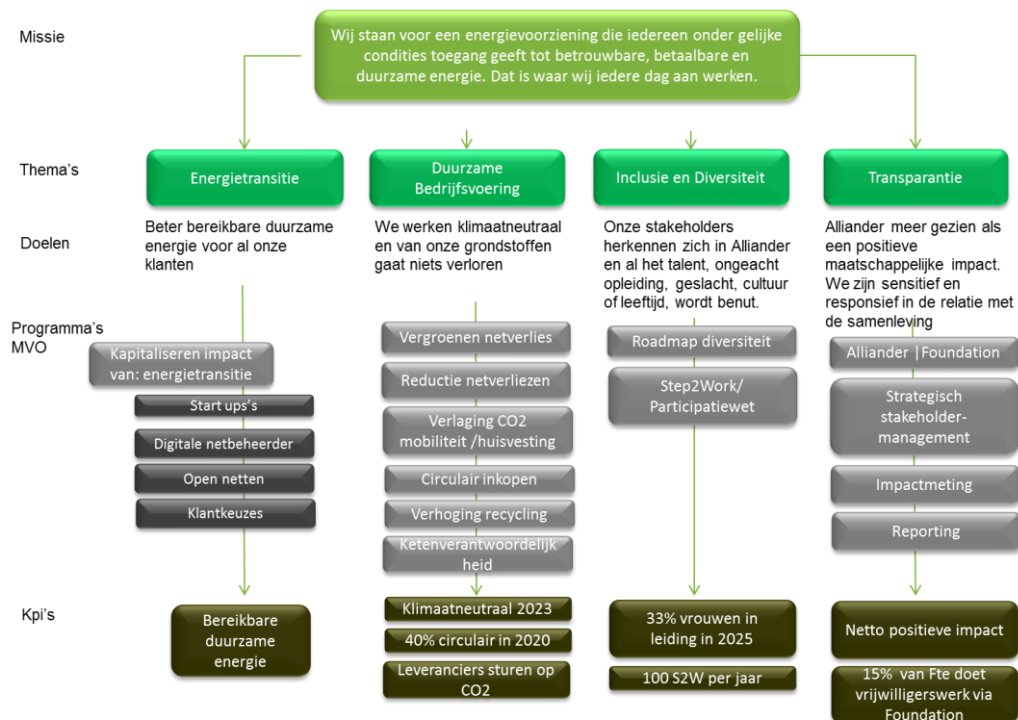 Missie
Wij staan voor een energievoorziening die iedereen onder gelijke
condities toegang geeft tot betrouwbare, betaalbare en
duurzame energie. Dat is waar wij iedere dag aan werken.
Thema's
Energietransitie
Duurzame
Bedrijfsvoering
Inclusie en Diversiteit
Transparantie
Doelen
Beter bereikbare duurzame
energie voor al onze
klanten
We werken klimaatneutraal
en van onze grondstoffen
gaat niets verloren
Onze stakeholders
herkennen zich in Alliander
en al het talent, ongeacht
opleiding, geslacht, cultuur
of leeftijd, wordt benut.
Alliander meer gezien als
een positieve
maatschappelijke impact.
We zijn sensitief en
responsief in de relatie met
de samenleving
Programma's
MVO
Kapitaliseren impact
van: energietransitie
Start ups's
Digitale netbeheerder
Open netten
Klantkeuzes
Vergroenen netverlies
Reductie netverliezen
Verlaging CO2
mobiliteit /huisvesting
Circulair inkopen
Verhoging recycling
Ketenverantwoordelijk
heid
Roadmap diversiteit
Step2Work/
Participatiewet
Alliander |Foundation
Strategisch
stakeholder-
management
Impactmeting
Reporting
Kpi's
Bereikbare
duurzame
energie
Klimaatneutraal 2023
40% circulair in 2020
Leveranciers sturen op
CO2
33% vrouwen in
leiding in 2025
100 S2W per jaar
Netto positieve impact
15% van Fte doet
vrijwilligerswerk via
Foundation